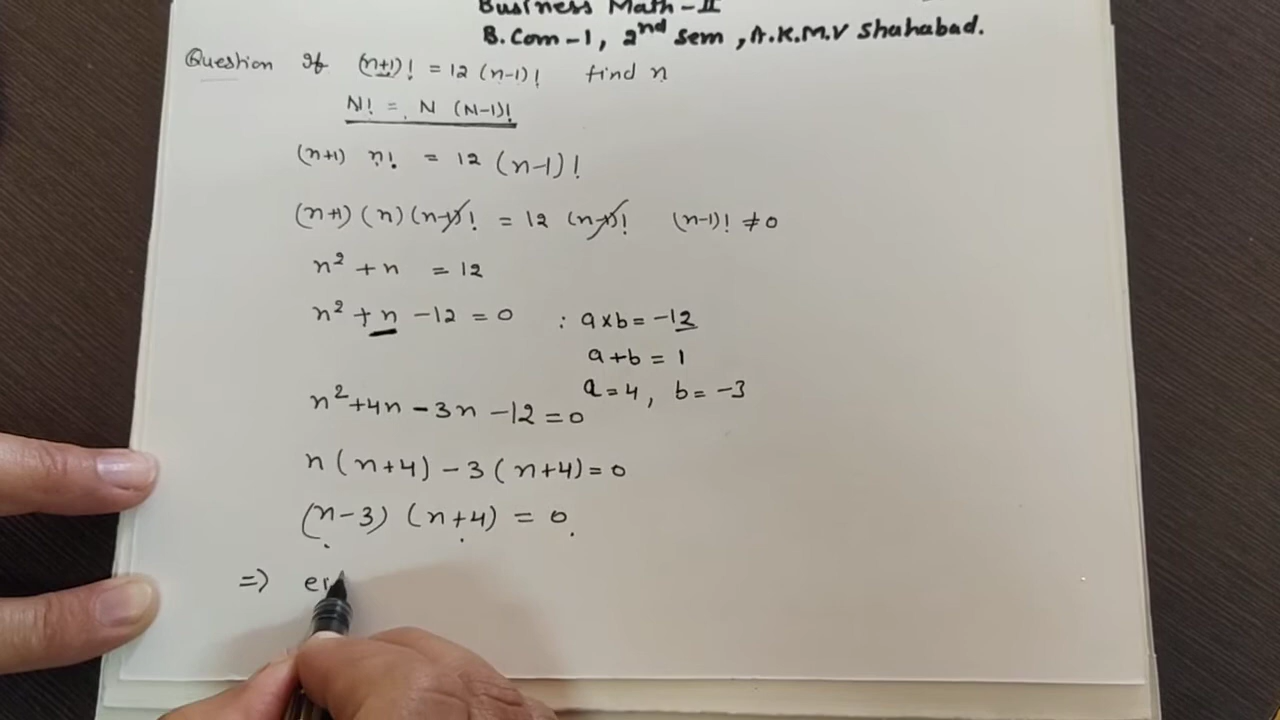 Business Math - II
B.Com - 1, 2nd sem, A.K.M.V Shahabad.
Question If (n+1)! = 12 (n-1)! find n
N! = N (N-1)!
(n+1) n! = 12 (n-1)!
(n+1) (n) (n-1)! = 12 (n-1)! (n-1)! ≠ 0
n² + n = 12
n² + n - 12 = 0 : a×b = -12
a+b = 1
a=4, b= -3
n²+4n - 3n - 12 = 0
n (n+4) - 3 (n+4) = 0
(n-3) (n+4) = 0.
=>